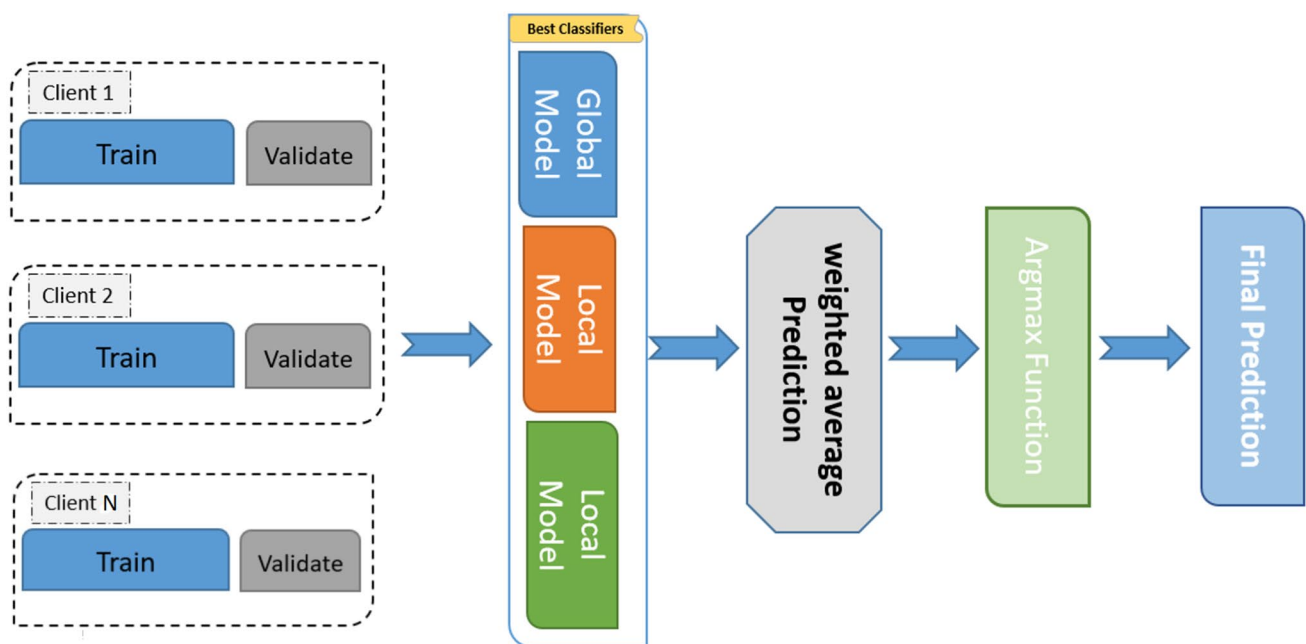 Client 1
Train
Validate
Client 2
Train
Validate
Client N
Train
Validate
Best Classifiers
Global
Model
Local
Model
Local
Model
weighted average
Prediction
Argmax Function
Final Prediction